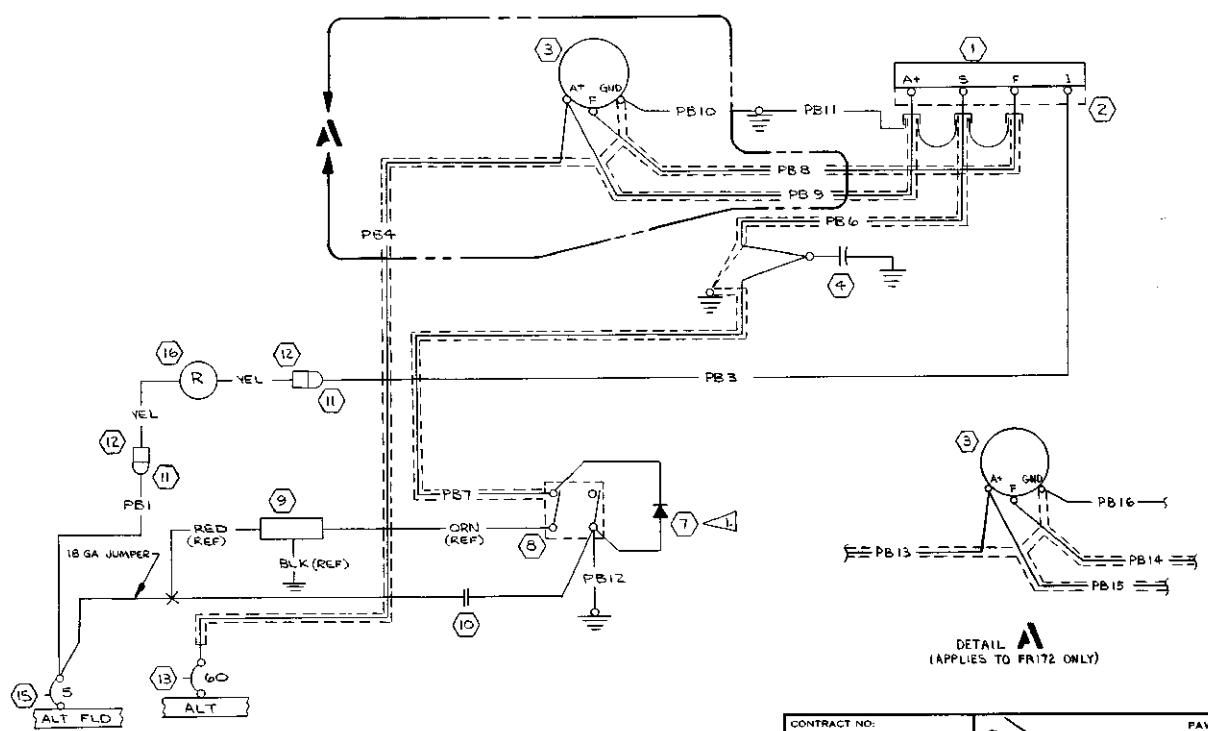 1
3
A+
S
F
I
2
A+
F
GND
PB10
PB11
A
PB8
PB9
PB6
PB4
4
16
12
R
YEL
11
PB3
YEL
12
11
3
PB1
A+
F
GND
PB16
9
PB7
7
1
RED
(REF)
ORN
(REF)
8
18 GA JUMPER
BLK(REF)
PB12
PB13
PB14
PB15
10
DETAIL A
(APPLIES TO FR172 ONLY)
13
60
15
5
ALT
ALT FLD
CONTRACT NO:
PAW